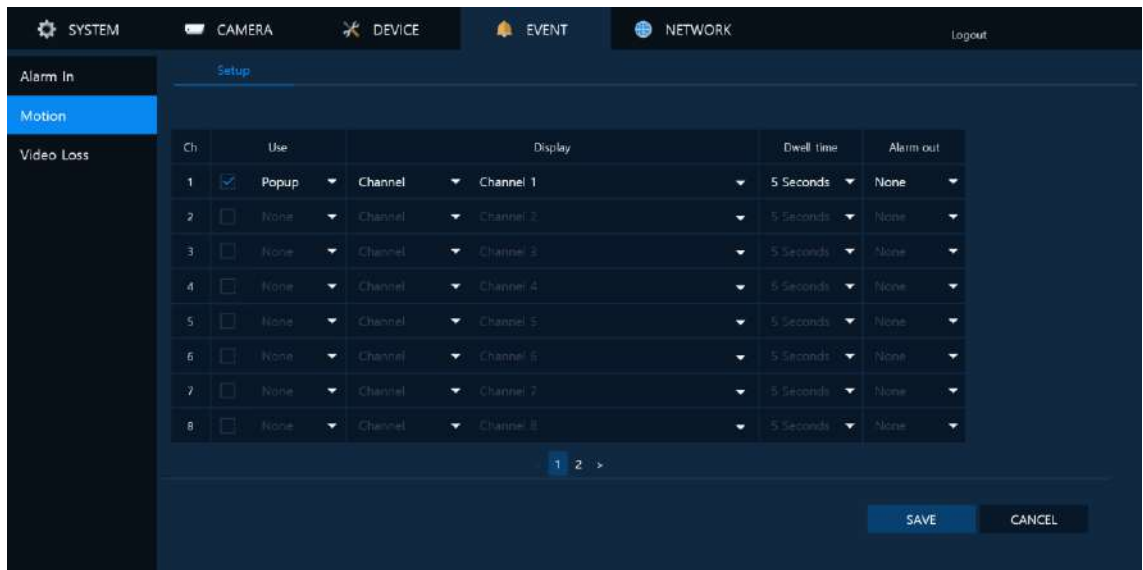 SYSTEM CAMERA DEVICE EVENT NETWORK Logout
Alarm In
Motion
Video Loss
Setup
Ch Use Display Dwell time Alarm out
1 Popup Channel Channel 1 5 Seconds None
2 None Channel Channel 2 5 Seconds None
3 None Channel Channel 3 5 Seconds None
4 None Channel Channel 4 5 Seconds None
5 None Channel Channel 5 5 Seconds None
6 None Channel Channel 6 5 Seconds None
7 None Channel Channel 7 5 Seconds None
8 None Channel Channel 8 5 Seconds None
1 2 >
SAVE CANCEL